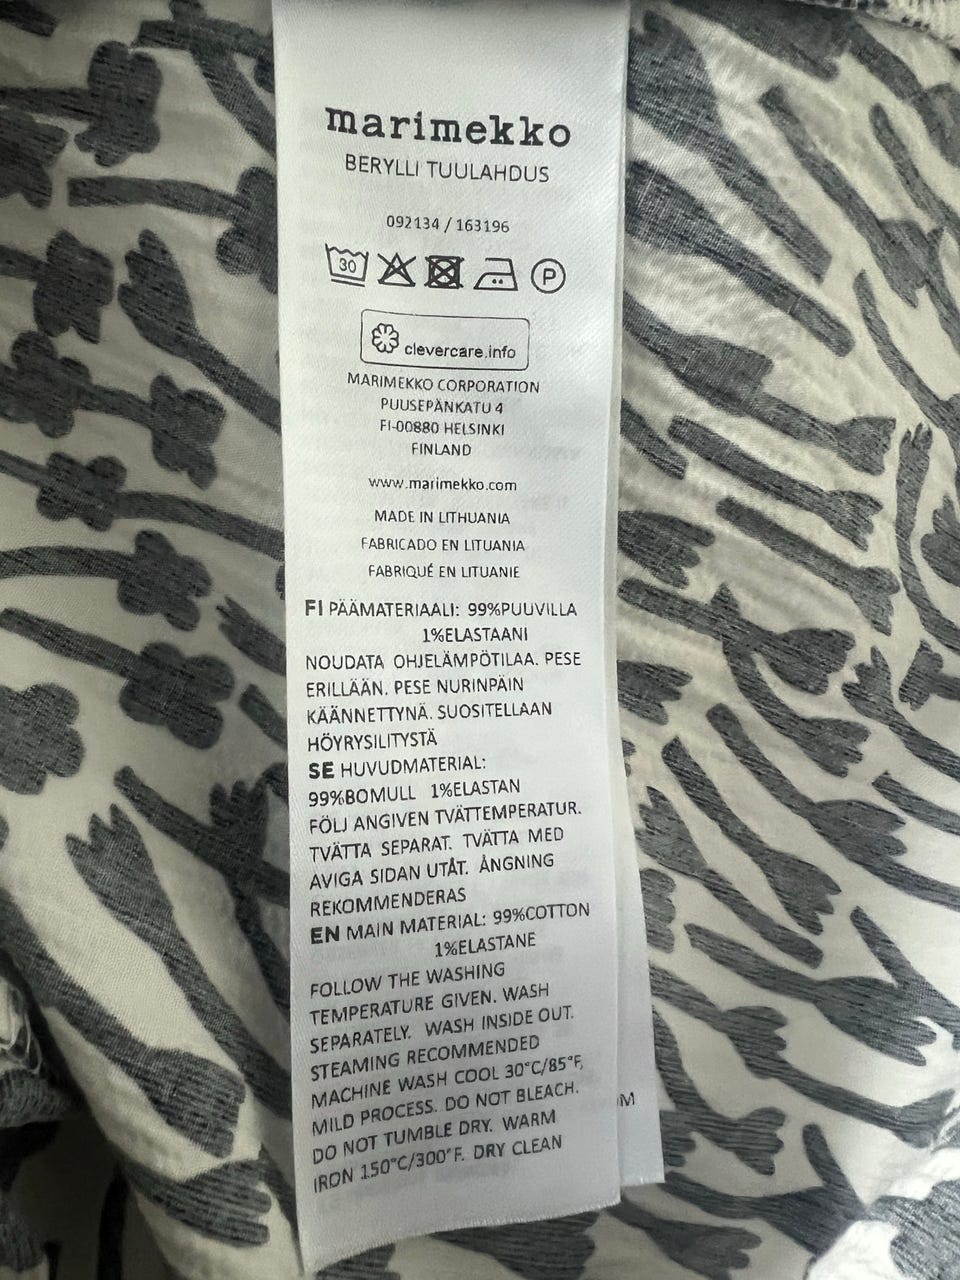 marimekko
BERYLLI TUULAHDUS
092134 / 163196
30
P
clevercare.info
MARIMEKKO CORPORATION
PUUSEPÄNKATU 4
FI-00880 HELSINKI
FINLAND
www.marimekko.com
MADE IN LITHUANIA
FABRICADO EN LITUANIA
FABRIQUÉ EN LITUANIE
FI PÄÄMATERIAALI: 99%PUUVILLA
1%ELASTAANI
NOUDATA OHJELÄMPÖTILAA. PESE
ERILLÄÄN. PESE NURINPÄIN
KÄÄNNETTYNÄ. SUOSITELLAAN
HÖYRYSILITYSTÄ
SE HUVUDMATERIAL:
99%BOMULL 1%ELASTAN
FÖLJ ANGIVEN TVÄTTEMPERATUR.
TVÄTTA SEPARAT. TVÄTTA MED
AVIGA SIDAN UTÅT. ÅNGNING
REKOMMENDERAS
EN MAIN MATERIAL: 99%COTTON
1%ELASTANE
FOLLOW THE WASHING
TEMPERATURE GIVEN. WASH
SEPARATELY. WASH INSIDE OUT.
STEAMING RECOMMENDED
MACHINE WASH COOL 30°C/85°F,
MILD PROCESS. DO NOT BLEACH.
DO NOT TUMBLE DRY. WARM
IRON 150°C/300°F. DRY CLEAN